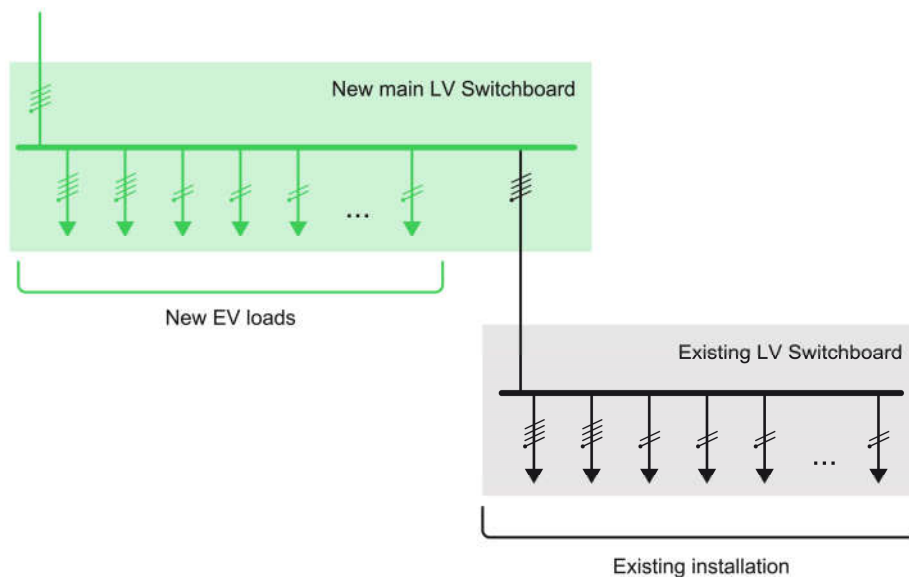 New main LV Switchboard
...
New EV loads
Existing LV Switchboard
...
Existing installation